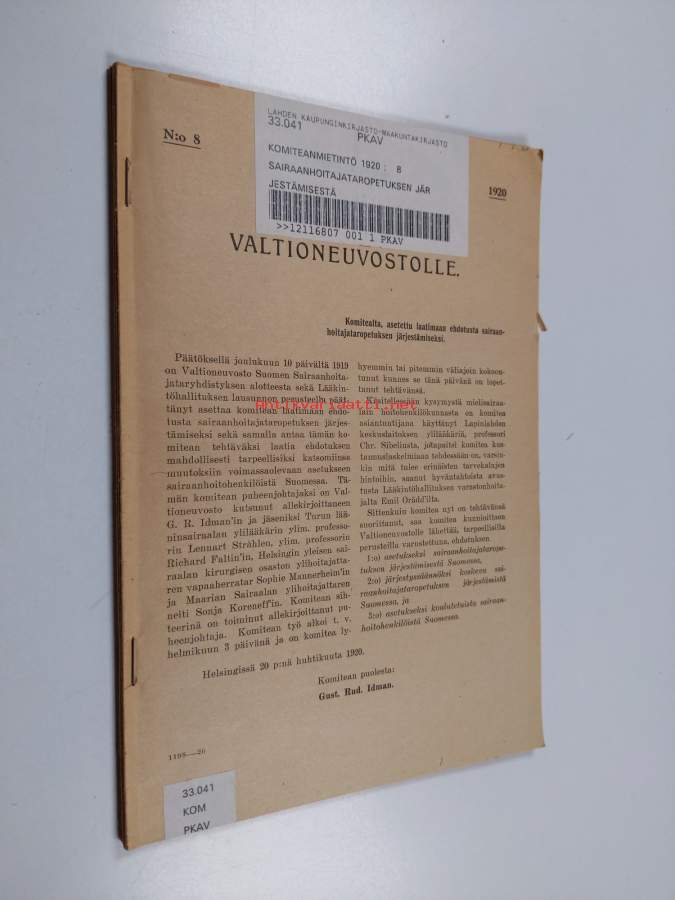 N:o 8
LAHDEN KAUPUNGINKIRJASTO-MAAKUNTAKIRJASTO
33.041
PKAV
KOMITEANMIETINTÖ 1920 : 8
SAIRAANHOITAJATAROPETUKSEN JÄR
JESTÄMISESTÄ
>>12116807 001 1 PKAV
1920
VALTIONEUVOSTOLLE.
Komitealta, asetettu laatimaan ehdotusta sairaan-
hoitajataropetuksen järjestämiseksi.
Päätöksellä joulukuun 10 päivältä 1919
on Valtioneuvosto Suomen Sairaanhoita-
jataryhdistyksen alotteesta sekä Lääkin-
töhallituksen lausunnon perusteella päät-
tänyt asettaa komitean laatimaan ehdo-
tusta sairaanhoitajataropetuksen järjes-
tämiseksi sekä samalla antaa tämän ko-
mitean tehtäväksi laatia ehdotuksen
mahdollisesti tarpeellisiksi katsomiinsa
muutoksiin voimassaolevaan asetukseen
sairaanhoitohenkilöistä Suomessa. Tä-
män komitean puheenjohtajaksi on Val-
tioneuvosto kutsunut allekirjoittaneen
G. R. Idman'in ja jäseniksi Turun lää-
ninsairaalan ylilääkärin ylim. professo-
rin Lennart Stråhlen, ylim. professorin
Richard Faltin'in, Helsingin yleisen sai-
raalan kirurgisen osaston ylihoitajatta-
ren vapaaherratar Sophie Mannerheim'in
ja Maarian Sairaalan ylihoitajattaren
neiti Sonja Koreneff'in. Komitean sih-
teerinä on toiminut allekirjoittanut pu-
heenjohtaja. Komitean työ alkoi t. v.
helmikuun 3 päivänä ja on komitea ly-
hyemmin tai pitemmin väliajoin kokoon-
tunut kunnes se tänä päivänä on lopet-
tanut tehtävänsä.
Käsitellessään kysymystä mielisairaa-
lain hoitohenkilökunnasta on komitea
asiantuntijana käyttänyt Lapinlahden
keskuslaitoksen ylilääkäriä, professori
Chr. Sibeliusta, jotapaitsi komitea kus-
tannuslaskelmiaan tehdessään on, varsin-
kin mitä tulee erinäisten tarvekalujen
hintoihin, saanut kyväntahtoista avus-
tusta Lääkintöhallituksen varastonhoita-
jalta Emil Orädd'ilta.
Sittenkuin komitea nyt on tehtävänsä
suorittanut, saa komitea kunnioittaen
Valtioneuvostolle lähettää, tarpeellisilla
perusteilla varustettuna, ehdotuksen
1:o) asetukseksi sairaanhoitajatarope-
tuksen järjestämisestä Suomessa,
2:o) järjestyssäännöksi koskeva sai-
raanhoitajataropetuksen järjestämistä
Suomessa, ja
3:o) asetukseksi koulutetuista sairaan-
hoitohenkilöistä Suomessa.
Helsingissä 20 p:nä huhtikuuta 1920.
Komitean puolesta:
Gust. Rud. Idman.
1198—20
33.041
KOM
PKAV
antikvariaatti.net